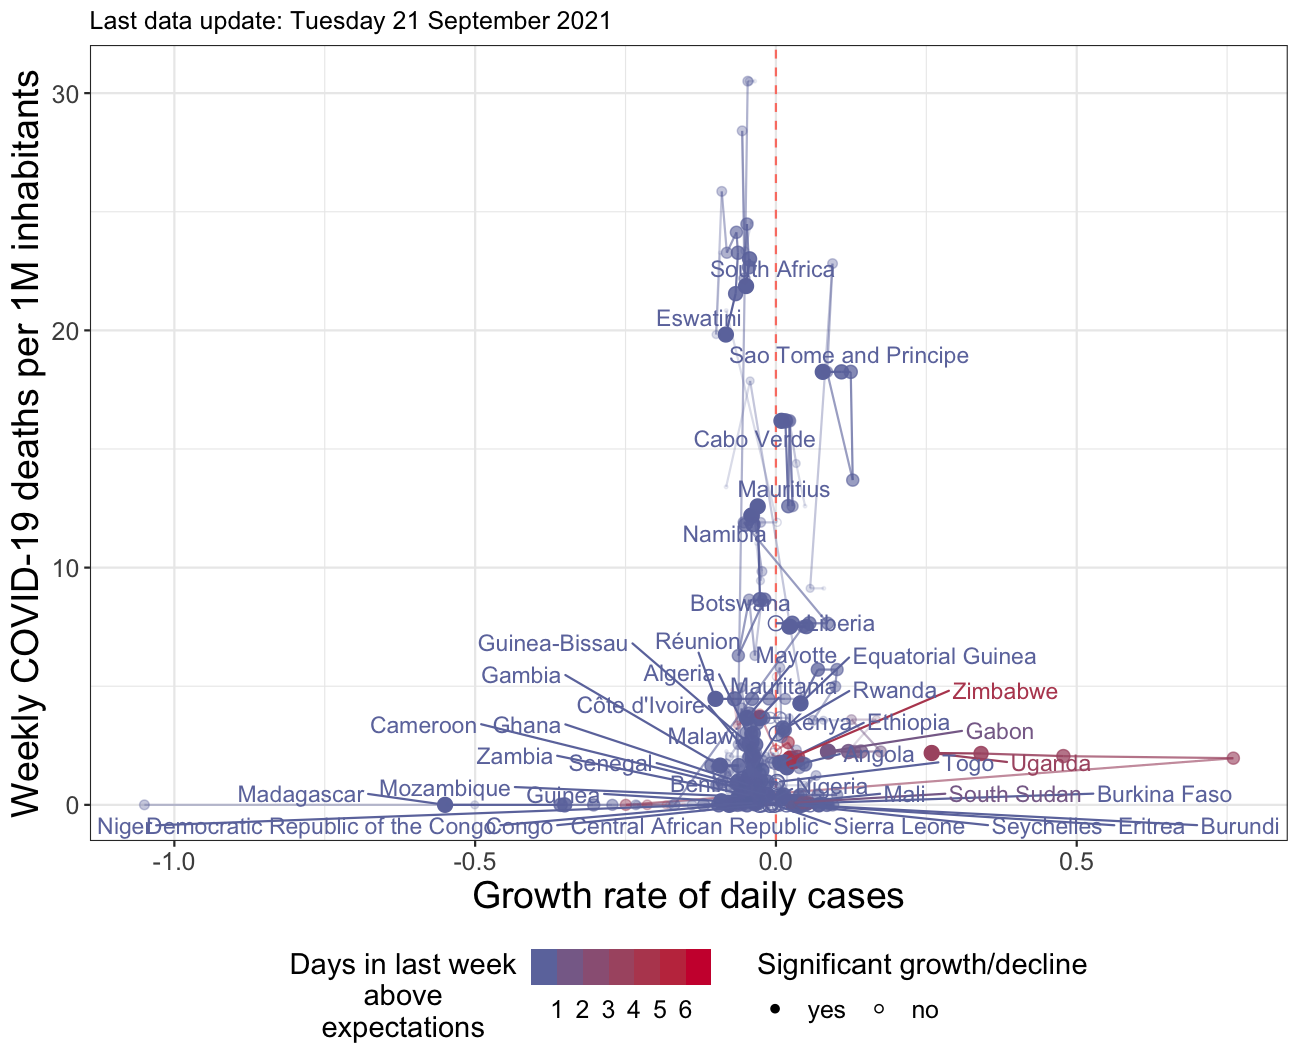 Last data update: Tuesday 21 September 2021
Weekly COVID-19 deaths per 1M inhabitants
30
20
10
0
South Africa
Eswatini
Sao Tome and Principe
Cabo Verde
Mauritius
Namibia
Botswana
Liberia
Guinea-Bissau
Réunion
Mayotte
Equatorial Guinea
Gambia
Algeria
Mauritania
Rwanda
Zimbabwe
Côte d'Ivoire
Cameroon
Ghana
Kenya
Ethiopia
Gabon
Malawi
Zambia
Senegal
Angola
Togo
Uganda
Madagascar
Mozambique
Guinea
Bénin
Nigeria
Mali
South Sudan
Burkina Faso
Niger
Democratic Republic of the Congo
Congo
Central African Republic
Sierra Leone
Seychelles
Eritrea
Burundi
-1.0
-0.5
0.0
0.5
Growth rate of daily cases
Days in last week
above
expectations
1 2 3 4 5 6
Significant growth/decline
yes
no